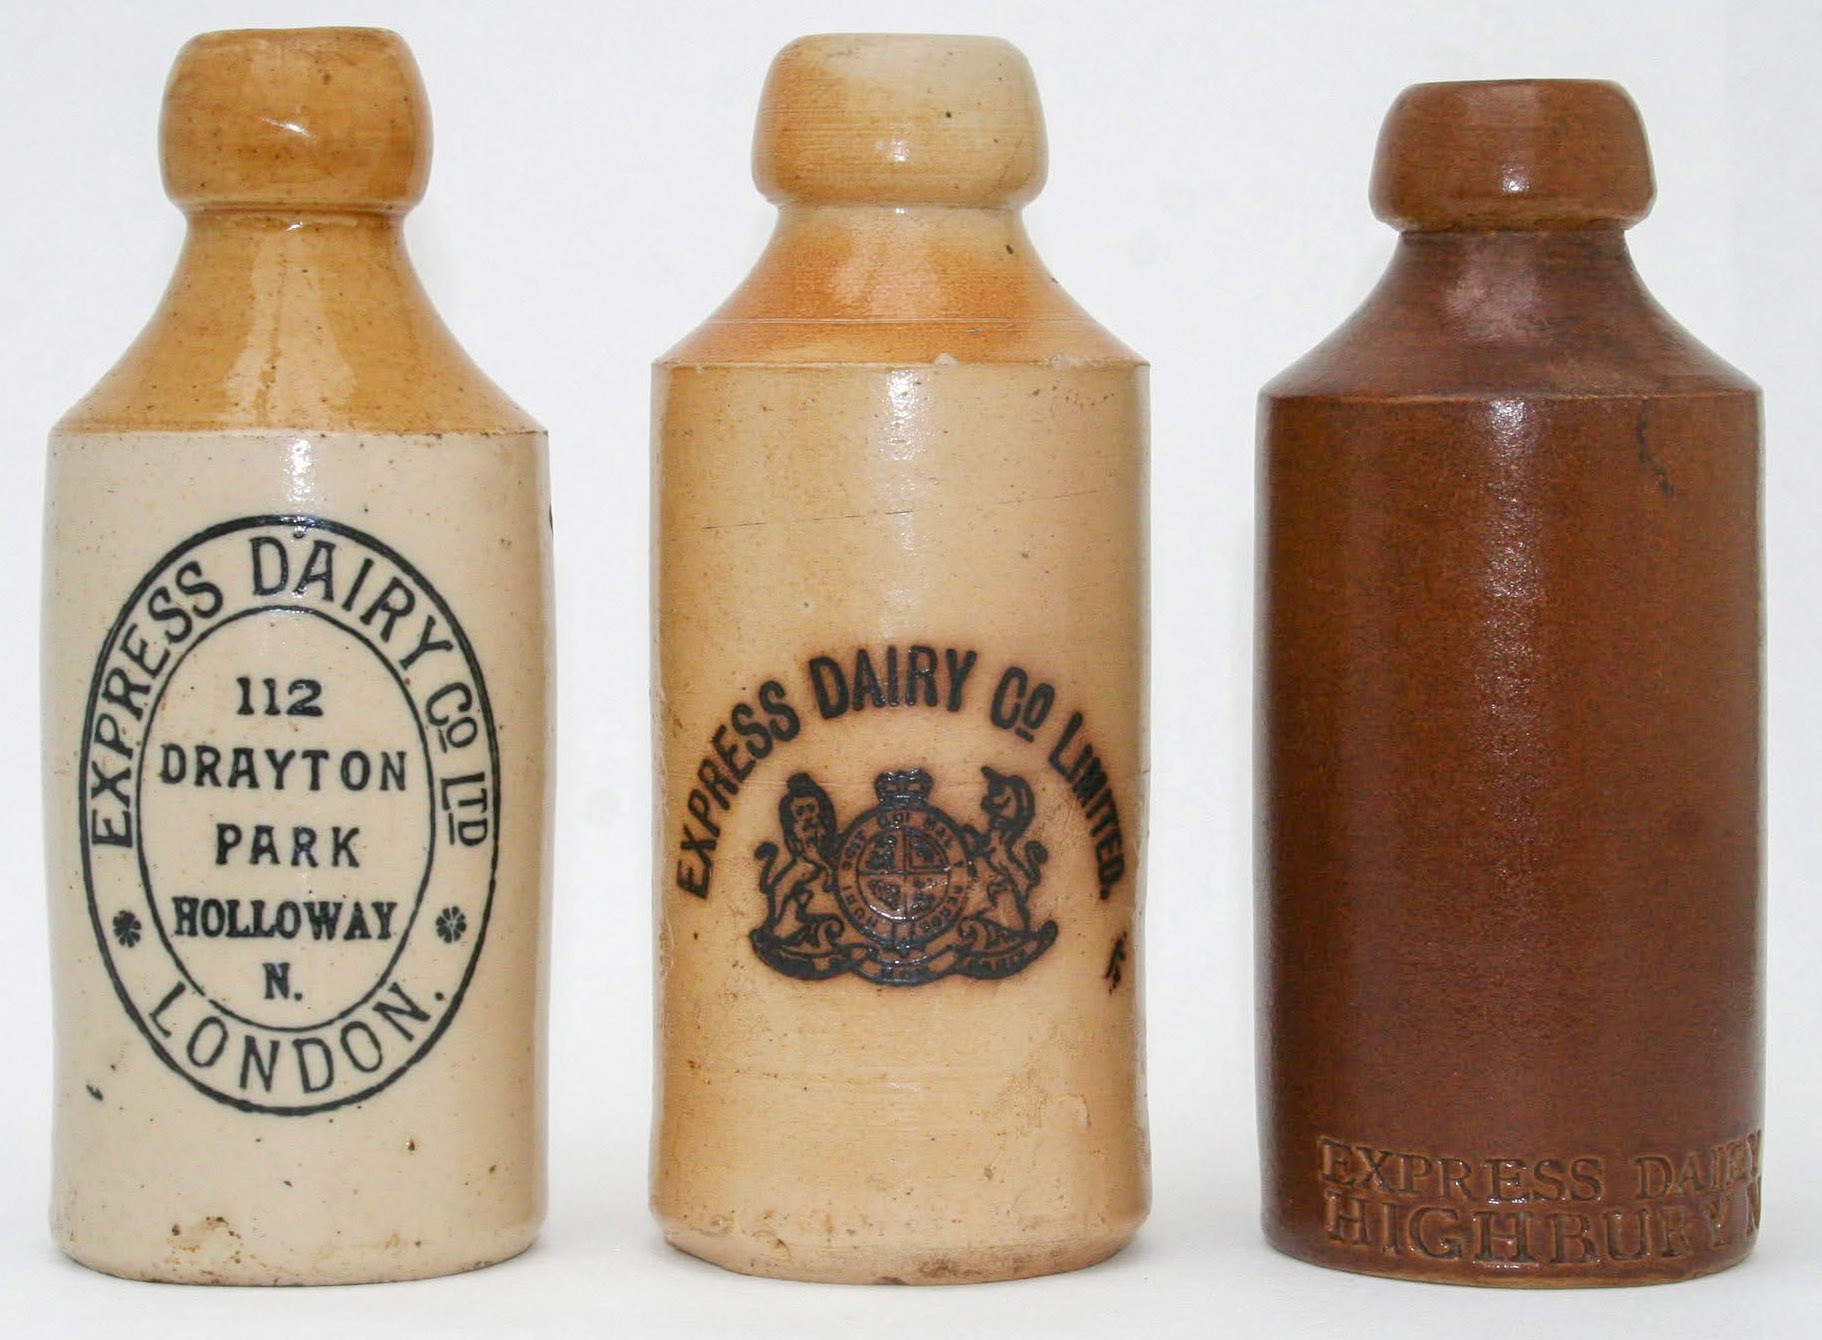 EXPRESS DAIRY Co LTD
112
DRAYTON
PARK
HOLLOWAY
N.
LONDON.
EXPRESS DAIRY Co LIMITED.
EXPRESS DAIRY
HIGHBURY N